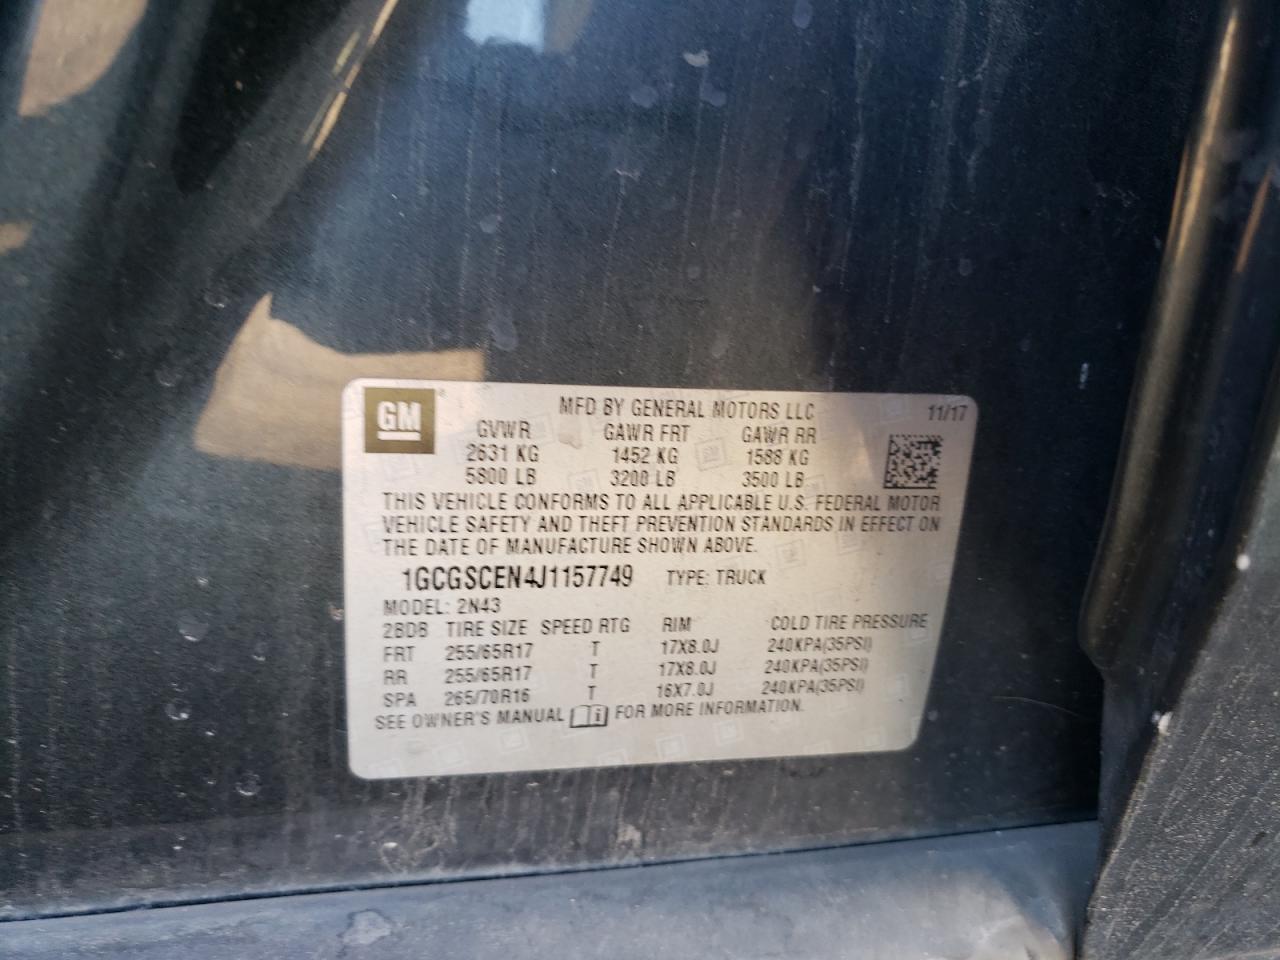 GM
MFD BY GENERAL MOTORS LLC 11/17
GVWR GAWR FRT GAWR RR
2631 KG 1452 KG 1588 KG
5800 LB 3200 LB 3500 LB
THIS VEHICLE CONFORMS TO ALL APPLICABLE U.S. FEDERAL MOTOR
VEHICLE SAFETY AND THEFT PREVENTION STANDARDS IN EFFECT ON
THE DATE OF MANUFACTURE SHOWN ABOVE.
1GCGSCEN4J1157749 TYPE: TRUCK
MODEL: 2N43
2BDB TIRE SIZE SPEED RTG RIM COLD TIRE PRESSURE
FRT 255/65R17 T 17X8.0J 240KPA(35PSI)
RR 255/65R17 T 17X8.0J 240KPA(35PSI)
SPA 265/70R16 T 16X7.0J 240KPA(35PSI)
SEE OWNER'S MANUAL i FOR MORE INFORMATION.